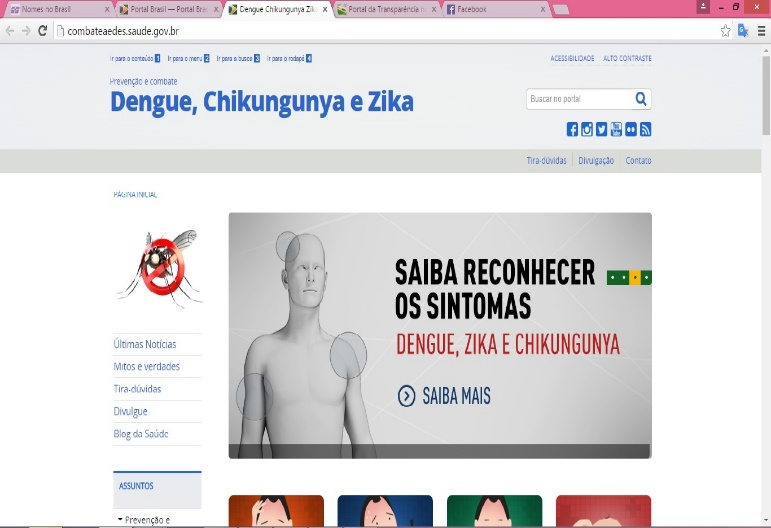 Nomes no Brasil
Portal Brasil — Portal Bras
Dengue Chikungunya Zik
Portal da Transparência n
Facebook
combateaedes.saude.gov.br
Ir para o conteúdo 1 Ir para o menu 2 Ir para a busca 3 Ir para o rodapé 4
ACESSIBILIDADE ALTO CONTRASTE
Prevenção e combate
Dengue, Chikungunya e Zika
Buscar no portal
Tira-dúvidas Divulgação Contato
PÁGINA INICIAL
SAIBA RECONHECER
OS SINTOMAS
DENGUE, ZIKA E CHIKUNGUNYA
SAIBA MAIS
Últimas Notícias
Mitos e verdades
Tira-dúvidas
Divulgue
Blog da Saúde
ASSUNTOS
Prevenção e